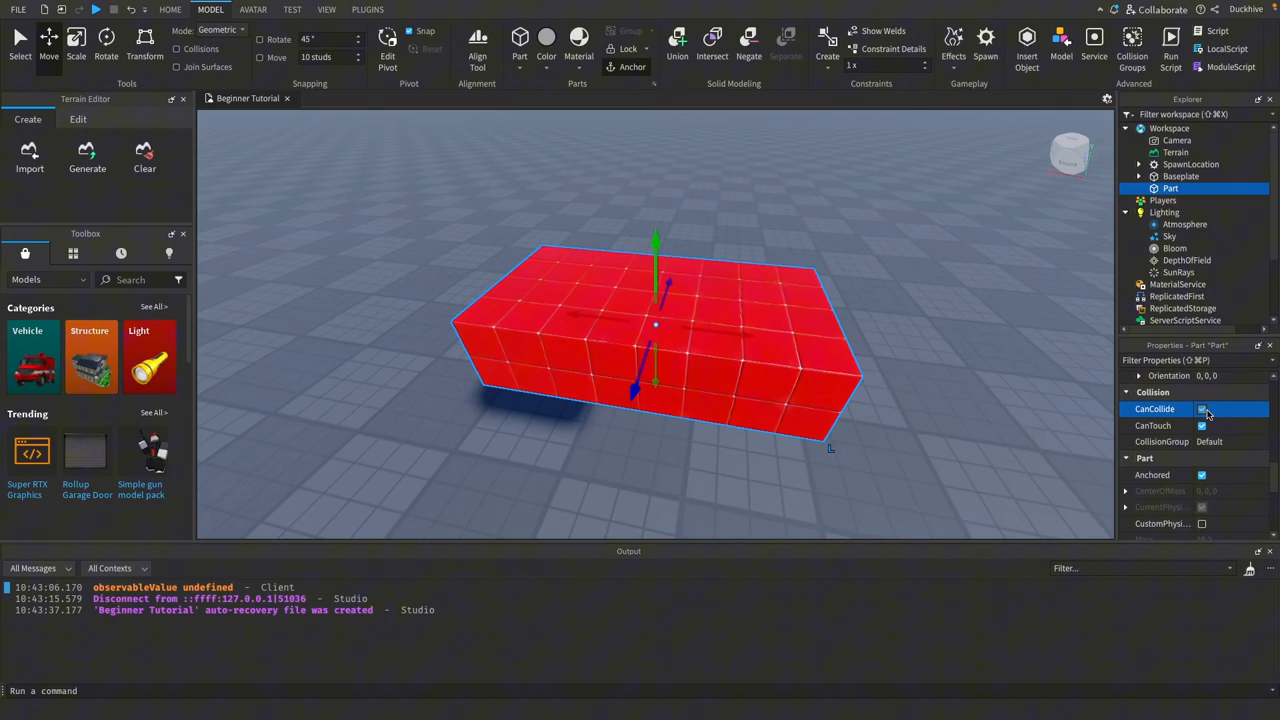 FILE HOME MODEL AVATAR TEST VIEW PLUGINS Collaborate Duckhive
Select Move Scale Rotate Transform
Mode: Geometric
Collisions
Join Surfaces
Tools
Rotate 45°
Move 10 studs
Snapping
Edit Pivot
Snap
Reset
Pivot
Align Tool
Alignment
Part Color Material
Group
Lock
Anchor
Parts
Union Intersect Negate Separate
Solid Modeling
Create
Show Welds
Constraint Details
1 x
Constraints
Effects Spawn
Gameplay
Insert Object
Model
Service
Collision Groups
Run Script
Script
LocalScript
ModuleScript
Advanced
Terrain Editor
Create Edit
Import Generate Clear
Toolbox
Models Search
Categories See All >
Vehicle Structure Light
Trending See All >
Super RTX Graphics
Rollup Garage Door
Simple gun model pack
Beginner Tutorial
L
Explorer
Filter workspace (⇧⌘X)
Workspace
Camera
Terrain
SpawnLocation
Baseplate
Part
Players
Lighting
Atmosphere
Sky
Bloom
DepthOfField
SunRays
MaterialService
ReplicatedFirst
ReplicatedStorage
ServerScriptService
Properties - Part "Part"
Filter Properties (⇧⌘P)
Orientation 0, 0, 0
Collision
CanCollide
CanTouch
CollisionGroup Default
Part
Anchored
CenterOfMass 0, 0, 0
CurrentPhysi...
CustomPhysi...
Output
All Messages All Contexts Filter...
10:43:06.170 observableValue undefined - Client
10:43:15.579 Disconnect from ::ffff:127.0.0.1|51036 - Studio
10:43:37.177 'Beginner Tutorial' auto-recovery file was created - Studio
Run a command